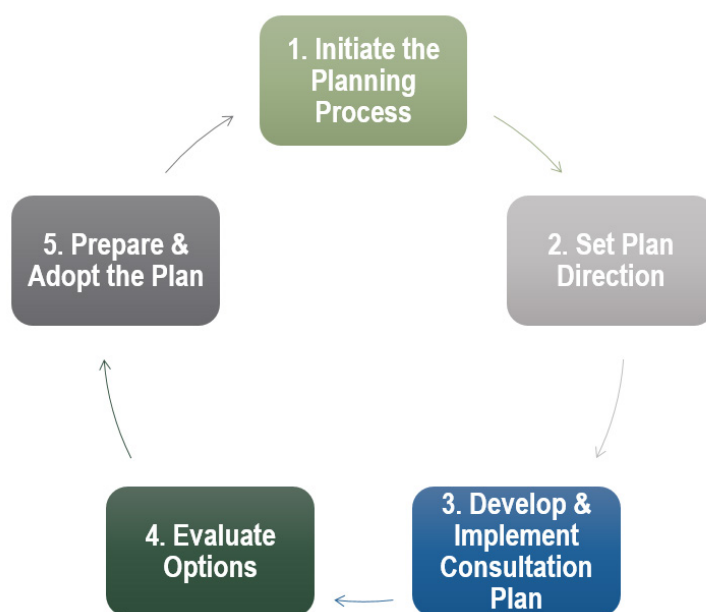 1. Initiate the
Planning
Process
2. Set Plan
Direction
3. Develop &
Implement
Consultation
Plan
4. Evaluate
Options
5. Prepare &
Adopt the Plan